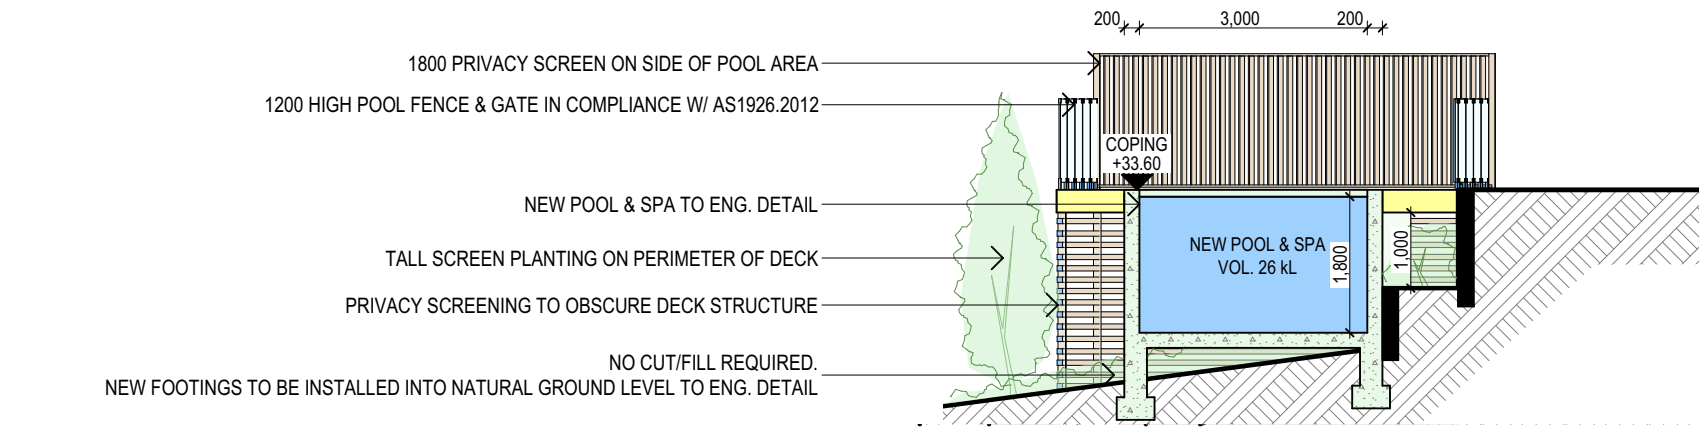 200 3,000 200
1800 PRIVACY SCREEN ON SIDE OF POOL AREA
1200 HIGH POOL FENCE & GATE IN COMPLIANCE W/ AS1926.2012
COPING
+33.60
NEW POOL & SPA TO ENG. DETAIL
NEW POOL & SPA
VOL. 26 kL
1,800
1,000
TALL SCREEN PLANTING ON PERIMETER OF DECK
PRIVACY SCREENING TO OBSCURE DECK STRUCTURE
NO CUT/FILL REQUIRED.
NEW FOOTINGS TO BE INSTALLED INTO NATURAL GROUND LEVEL TO ENG. DETAIL